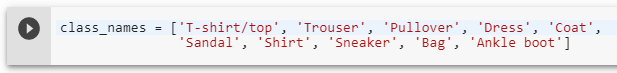 class_names = ['T-shirt/top', 'Trouser', 'Pullover', 'Dress', 'Coat',
'Sandal', 'Shirt', 'Sneaker', 'Bag', 'Ankle boot']